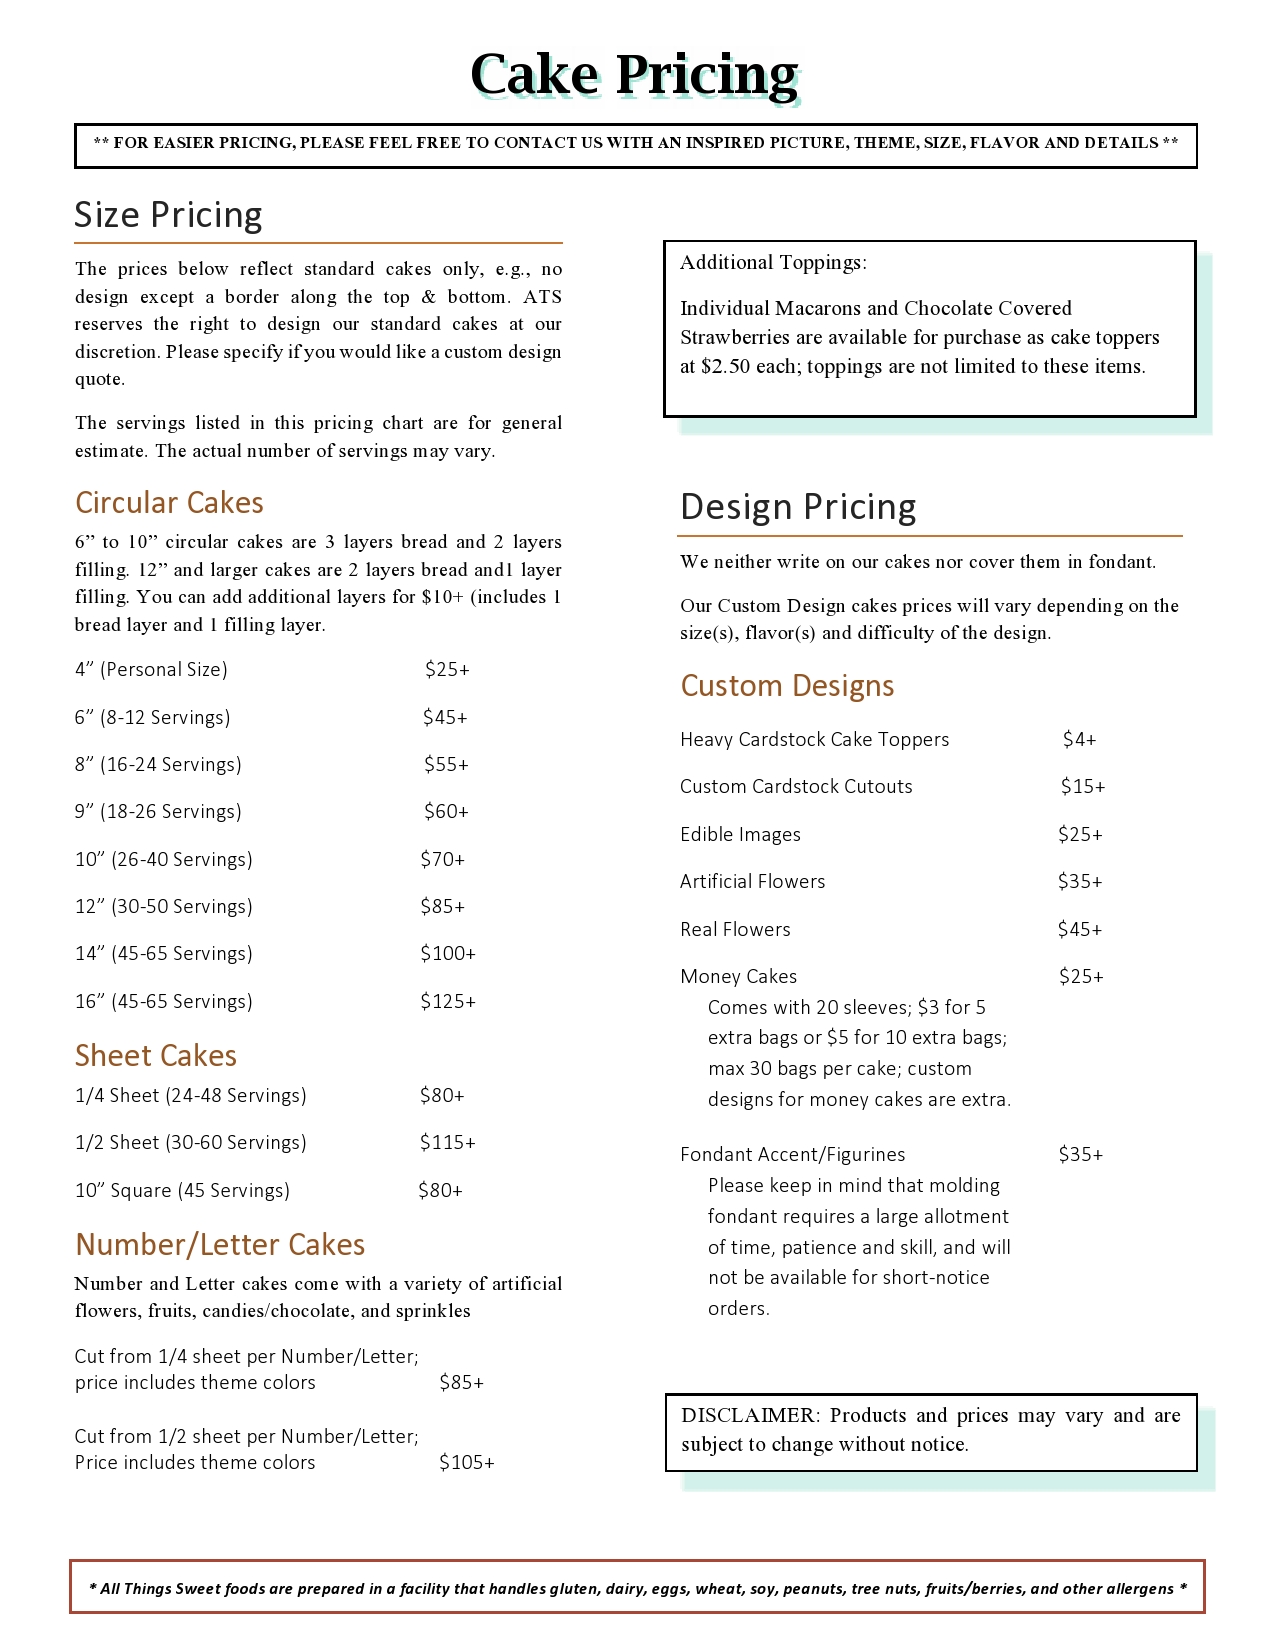 Cake Pricing
** FOR EASIER PRICING, PLEASE FEEL FREE TO CONTACT US WITH AN INSPIRED PICTURE, THEME, SIZE, FLAVOR AND DETAILS **
Size Pricing
The prices below reflect standard cakes only, e.g., no
design except a border along the top & bottom. ATS
reserves the right to design our standard cakes at our
discretion. Please specify if you would like a custom design
quote.
The servings listed in this pricing chart are for general
estimate. The actual number of servings may vary.
Circular Cakes
6” to 10” circular cakes are 3 layers bread and 2 layers
filling. 12” and larger cakes are 2 layers bread and1 layer
filling. You can add additional layers for $10+ (includes 1
bread layer and 1 filling layer.
4” (Personal Size) $25+
6” (8-12 Servings) $45+
8” (16-24 Servings) $55+
9” (18-26 Servings) $60+
10” (26-40 Servings) $70+
12” (30-50 Servings) $85+
14” (45-65 Servings) $100+
16” (45-65 Servings) $125+
Sheet Cakes
1/4 Sheet (24-48 Servings) $80+
1/2 Sheet (30-60 Servings) $115+
10” Square (45 Servings) $80+
Number/Letter Cakes
Number and Letter cakes come with a variety of artificial
flowers, fruits, candies/chocolate, and sprinkles
Cut from 1/4 sheet per Number/Letter;
price includes theme colors $85+
Cut from 1/2 sheet per Number/Letter;
Price includes theme colors $105+
Additional Toppings:
Individual Macarons and Chocolate Covered
Strawberries are available for purchase as cake toppers
at $2.50 each; toppings are not limited to these items.
Design Pricing
We neither write on our cakes nor cover them in fondant.
Our Custom Design cakes prices will vary depending on the
size(s), flavor(s) and difficulty of the design.
Custom Designs
Heavy Cardstock Cake Toppers $4+
Custom Cardstock Cutouts $15+
Edible Images $25+
Artificial Flowers $35+
Real Flowers $45+
Money Cakes $25+
Comes with 20 sleeves; $3 for 5
extra bags or $5 for 10 extra bags;
max 30 bags per cake; custom
designs for money cakes are extra.
Fondant Accent/Figurines $35+
Please keep in mind that molding
fondant requires a large allotment
of time, patience and skill, and will
not be available for short-notice
orders.
DISCLAIMER: Products and prices may vary and are
subject to change without notice.
* All Things Sweet foods are prepared in a facility that handles gluten, dairy, eggs, wheat, soy, peanuts, tree nuts, fruits/berries, and other allergens *